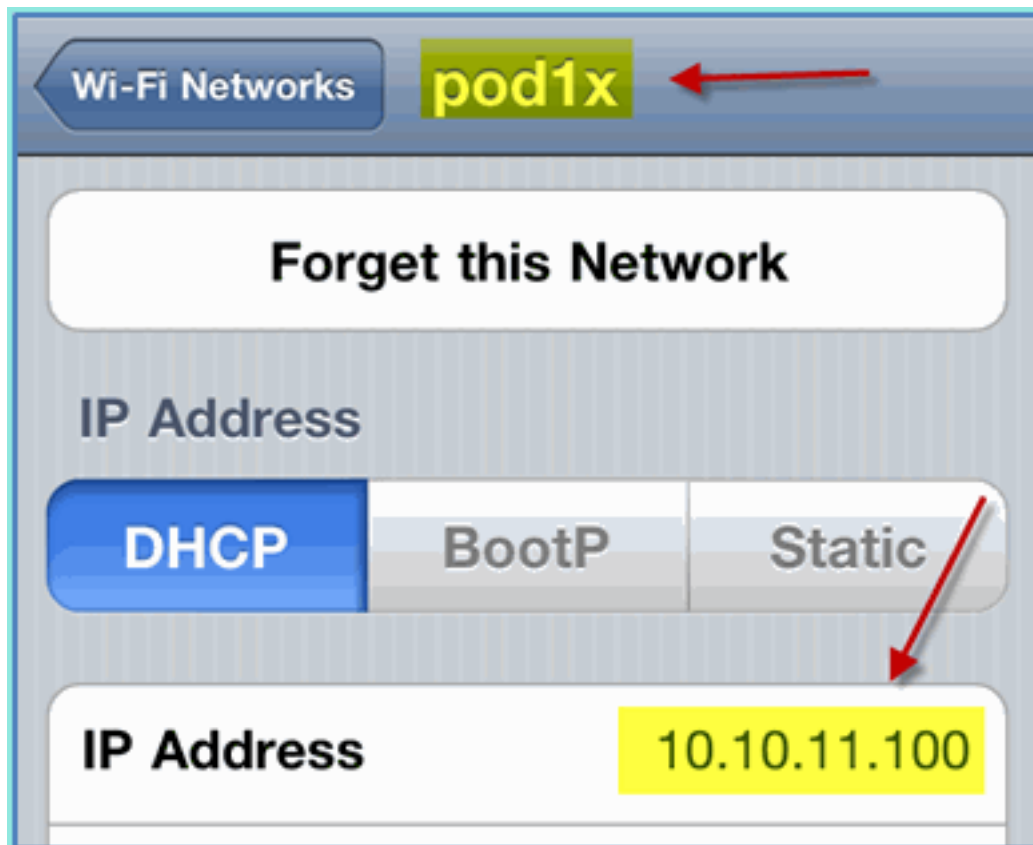 Wi-Fi Networks pod1x
Forget this Network
IP Address
DHCP BootP Static
IP Address 10.10.11.100